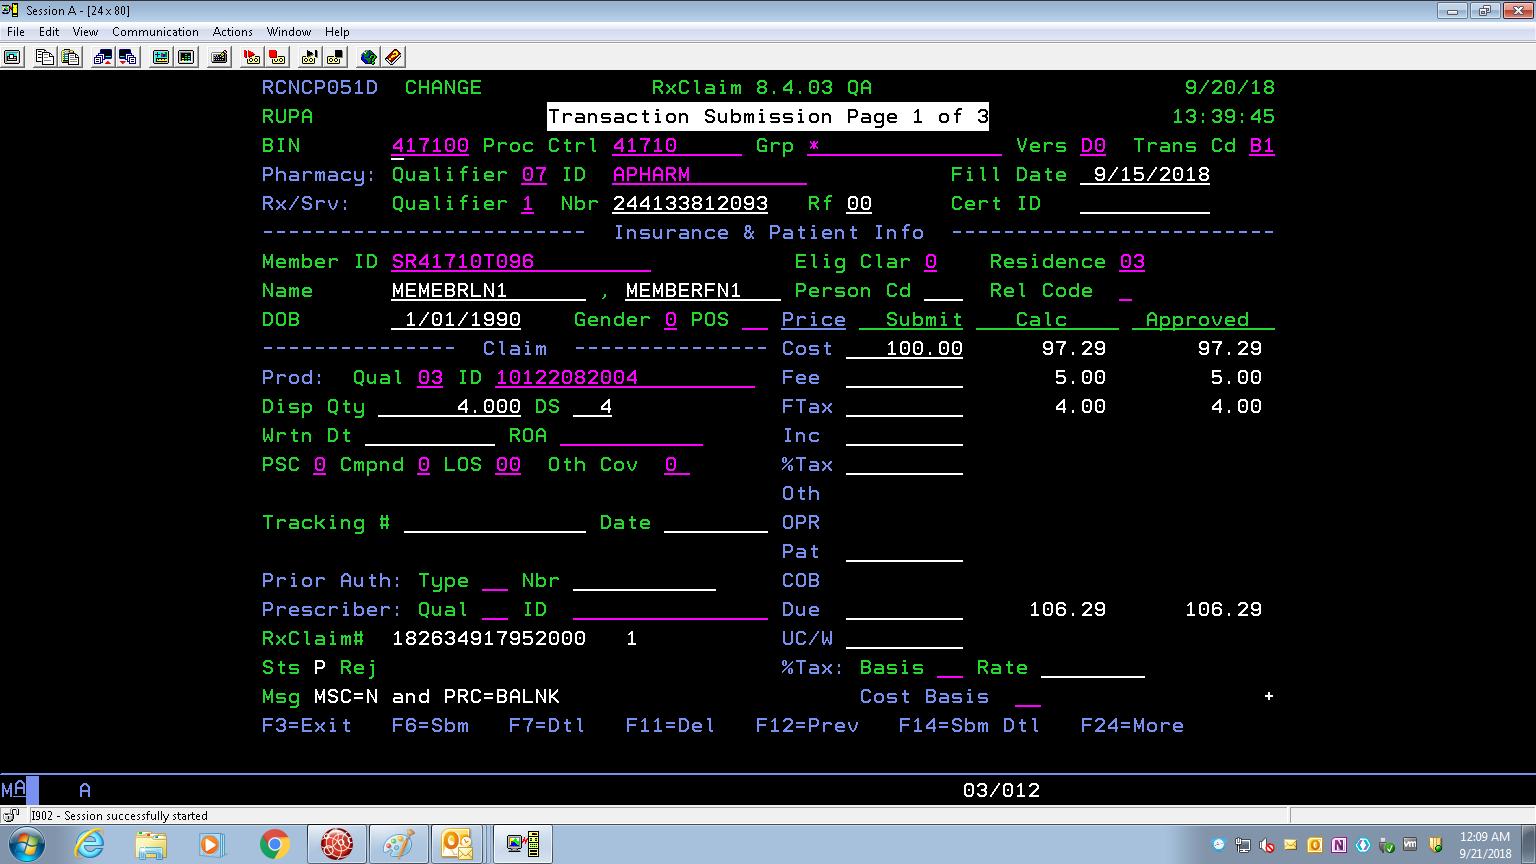 Session A - [24 x 80]
File Edit View Communication Actions Window Help
RCNCP051D CHANGE RxClaim 8.4.03 QA 9/20/18
RUPA Transaction Submission Page 1 of 3 13:39:45
BIN 417100 Proc Ctrl 41710 Grp * Vers D0 Trans Cd B1
Pharmacy: Qualifier 07 ID APHARM Fill Date 9/15/2018
Rx/Srv: Qualifier 1 Nbr 244133812093 Rf 00 Cert ID
------------------------- Insurance & Patient Info -------------------------
Member ID SR41710T096 Elig Clar 0 Residence 03
Name MEMEBRLN1 , MEMBERFN1 Person Cd Rel Code
DOB 1/01/1990 Gender 0 POS Price Submit Calc Approved
--------------- Claim --------------- Cost 100.00 97.29 97.29
Prod: Qual 03 ID 10122082004 Fee 5.00 5.00
Disp Qty 4.000 DS 4 FTax 4.00 4.00
Wrtn Dt ROA Inc
PSC 0 Cmpnd 0 LOS 00 Oth Cov 0 %Tax
Oth
Tracking # Date OPR
Pat
Prior Auth: Type Nbr COB
Prescriber: Qual ID Due 106.29 106.29
RxClaim# 182634917952000 1 UC/W
Sts P Rej %Tax: Basis Rate
Msg MSC=N and PRC=BALNK Cost Basis +
F3=Exit F6=Sbm F7=Dtl F11=Del F12=Prev F14=Sbm Dtl F24=More
MA A 03/012
I902 - Session successfully started
12:09 AM
9/21/2018